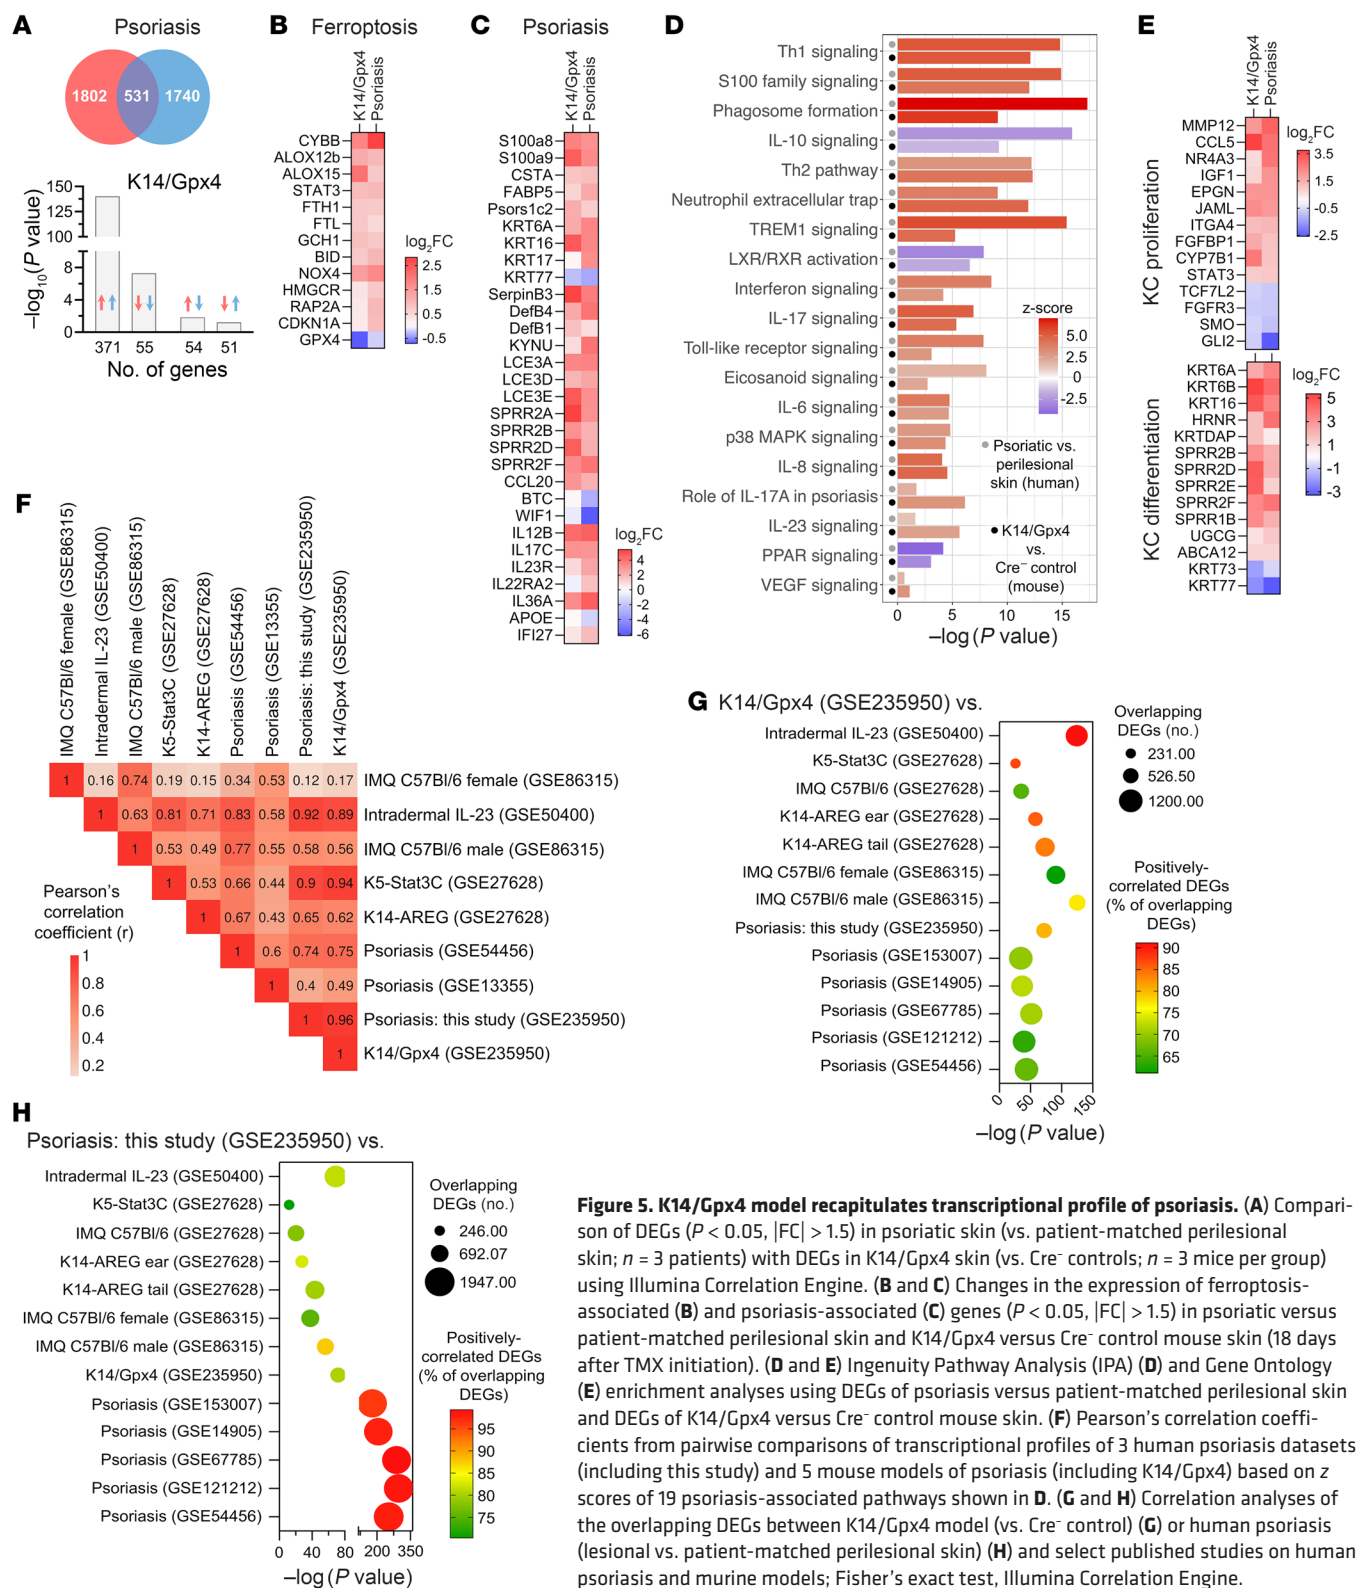 A
Psoriasis
1802
531
1740
K14/Gpx4
–log10(P value)
150
125
100
8
4
0
371
55
54
51
No. of genes
B
Ferroptosis
K14/Gpx4
Psoriasis
CYBB
ALOX12b
ALOX15
STAT3
FTH1
FTL
GCH1
BID
NOX4
HMGCR
RAP2A
CDKN1A
GPX4
log2FC
2.5
1.5
0.5
-0.5
C
Psoriasis
K14/Gpx4
Psoriasis
S100a8
S100a9
CSTA
FABP5
Psors1c2
KRT6A
KRT16
KRT17
KRT77
SerpinB3
DefB4
DefB1
KYNU
LCE3A
LCE3D
LCE3E
SPRR2A
SPRR2B
SPRR2D
SPRR2F
CCL20
BTC
WIF1
IL12B
IL17C
IL23R
IL22RA2
IL36A
APOE
IFI27
log2FC
4
2
0
-2
-4
-6
D
Th1 signaling
S100 family signaling
Phagosome formation
IL-10 signaling
Th2 pathway
Neutrophil extracellular trap
TREM1 signaling
LXR/RXR activation
Interferon signaling
IL-17 signaling
Toll-like receptor signaling
Eicosanoid signaling
IL-6 signaling
p38 MAPK signaling
IL-8 signaling
Role of IL-17A in psoriasis
IL-23 signaling
PPAR signaling
VEGF signaling
z-score
5.0
2.5
0
-2.5
Psoriatic vs.
perilesional
skin (human)
K14/Gpx4
vs.
Cre– control
(mouse)
0
5
10
15
–log (P value)
E
K14/Gpx4
Psoriasis
KC proliferation
MMP12
CCL5
NR4A3
IGF1
EPGN
JAML
ITGA4
FGFBP1
CYP7B1
STAT3
TCF7L2
FGFR3
SMO
GLI2
log2FC
3.5
1.5
-0.5
-2.5
KC differentiation
KRT6A
KRT6B
KRT16
HRNR
KRTDAP
SPRR2B
SPRR2D
SPRR2E
SPRR2F
SPRR1B
UGCG
ABCA12
KRT73
KRT77
log2FC
5
3
1
-1
-3
F
IMQ C57Bl/6 female (GSE86315)
Intradermal IL-23 (GSE50400)
IMQ C57Bl/6 male (GSE86315)
K5-Stat3C (GSE27628)
K14-AREG (GSE27628)
Psoriasis (GSE54456)
Psoriasis (GSE13355)
Psoriasis: this study (GSE235950)
K14/Gpx4 (GSE235950)
1 0.16 0.74 0.19 0.15 0.34 0.53 0.12 0.17 IMQ C57Bl/6 female (GSE86315)
1 0.63 0.81 0.71 0.83 0.58 0.92 0.89 Intradermal IL-23 (GSE50400)
1 0.53 0.49 0.77 0.55 0.58 0.56 IMQ C57Bl/6 male (GSE86315)
1 0.53 0.66 0.44 0.9 0.94 K5-Stat3C (GSE27628)
1 0.67 0.43 0.65 0.62 K14-AREG (GSE27628)
1 0.6 0.74 0.75 Psoriasis (GSE54456)
1 0.4 0.49 Psoriasis (GSE13355)
1 0.96 Psoriasis: this study (GSE235950)
1 K14/Gpx4 (GSE235950)
Pearson's
correlation
coefficient (r)
1
0.8
0.6
0.4
0.2
G
K14/Gpx4 (GSE235950) vs.
Intradermal IL-23 (GSE50400)
K5-Stat3C (GSE27628)
IMQ C57Bl/6 (GSE27628)
K14-AREG ear (GSE27628)
K14-AREG tail (GSE27628)
IMQ C57Bl/6 female (GSE86315)
IMQ C57Bl/6 male (GSE86315)
Psoriasis: this study (GSE235950)
Psoriasis (GSE153007)
Psoriasis (GSE14905)
Psoriasis (GSE67785)
Psoriasis (GSE121212)
Psoriasis (GSE54456)
0
50
100
150
–log (P value)
Overlapping
DEGs (no.)
231.00
526.50
1200.00
Positively-
correlated DEGs
(% of overlapping
DEGs)
90
85
80
75
70
65
H
Psoriasis: this study (GSE235950) vs.
Intradermal IL-23 (GSE50400)
K5-Stat3C (GSE27628)
IMQ C57Bl/6 (GSE27628)
K14-AREG ear (GSE27628)
K14-AREG tail (GSE27628)
IMQ C57Bl/6 female (GSE86315)
IMQ C57Bl/6 male (GSE86315)
K14/Gpx4 (GSE235950)
Psoriasis (GSE153007)
Psoriasis (GSE14905)
Psoriasis (GSE67785)
Psoriasis (GSE121212)
Psoriasis (GSE54456)
0 40 80 200 350
–log (P value)
Overlapping
DEGs (no.)
246.00
692.07
1947.00
Positively-
correlated DEGs
(% of overlapping
DEGs)
95
90
85
80
75
Figure 5. K14/Gpx4 model recapitulates transcriptional profile of psoriasis. (A) Compari-
son of DEGs (P < 0.05, |FC| > 1.5) in psoriatic skin (vs. patient-matched perilesional
skin; n = 3 patients) with DEGs in K14/Gpx4 skin (vs. Cre– controls; n = 3 mice per group)
using Illumina Correlation Engine. (B and C) Changes in the expression of ferroptosis-
associated (B) and psoriasis-associated (C) genes (P < 0.05, |FC| > 1.5) in psoriatic versus
patient-matched perilesional skin and K14/Gpx4 versus Cre– control mouse skin (18 days
after TMX initiation). (D and E) Ingenuity Pathway Analysis (IPA) (D) and Gene Ontology
(E) enrichment analyses using DEGs of psoriasis versus patient-matched perilesional skin
and DEGs of K14/Gpx4 versus Cre– control mouse skin. (F) Pearson's correlation coeffi-
cients from pairwise comparisons of transcriptional profiles of 3 human psoriasis datasets
(including this study) and 5 mouse models of psoriasis (including K14/Gpx4) based on z
scores of 19 psoriasis-associated pathways shown in D. (G and H) Correlation analyses of
the overlapping DEGs between K14/Gpx4 model (vs. Cre– control) (G) or human psoriasis
(lesional vs. patient-matched perilesional skin) (H) and select published studies on human
psoriasis and murine models; Fisher's exact test, Illumina Correlation Engine.